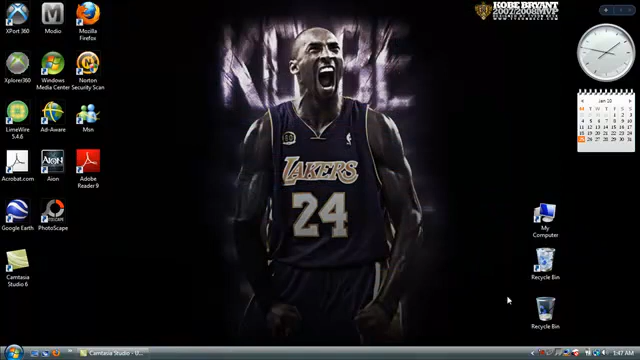 XPort 360
Modio
Mozilla
Firefox
Xplorer360
Windows
Media Center
Norton
Security Scan
LimeWire
5.4.6
Ad-Aware
Msn
Acrobat.com
Aion
Adobe
Reader 9
Google Earth
PhotoScape
Camtasia
Studio 6
KOBE
LAKERS
24
KOBE BRYANT
2007/2008 MVP
Jan 10
My
Computer
Recycle Bin
Recycle Bin
Camtasia Studio - U...
1:47 AM